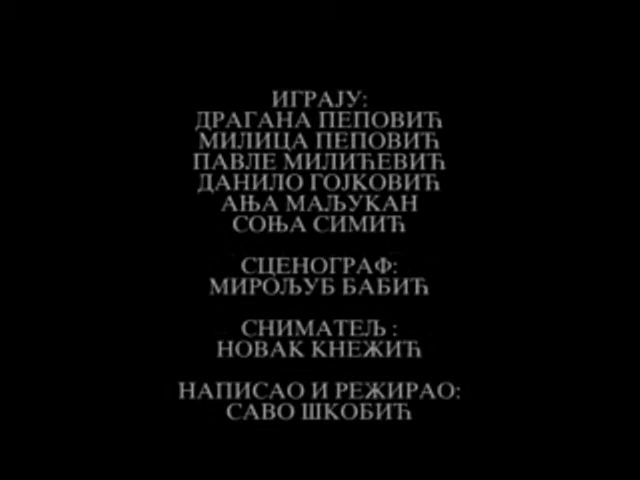 ИГРАЈУ:
ДРАГАНА ПЕПОВИЋ
МИЛИЦА ПЕПОВИЋ
ПАВЛЕ МИЛИЋЕВИЋ
ДАНИЛО ГОЈКОВИЋ
АЊА МАЉУКАН
СОЊА СИМИЋ
СЦЕНОГРАФ:
МИРОЉУБ БАБИЋ
СНИМАТЕЉ :
НОВАК КНЕЖИЋ
НАПИСАО И РЕЖИРАО:
САВО ШКОБИЋ